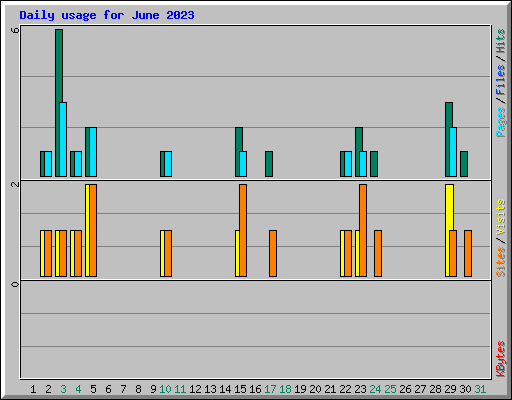 Daily usage for June 2023
6
Pages / Files / Hits
2
Sites / Visits
0
KBytes
1 2 3 4 5 6 7 8 9 10 11 12 13 14 15 16 17 18 19 20 21 22 23 24 25 26 27 28 29 30 31